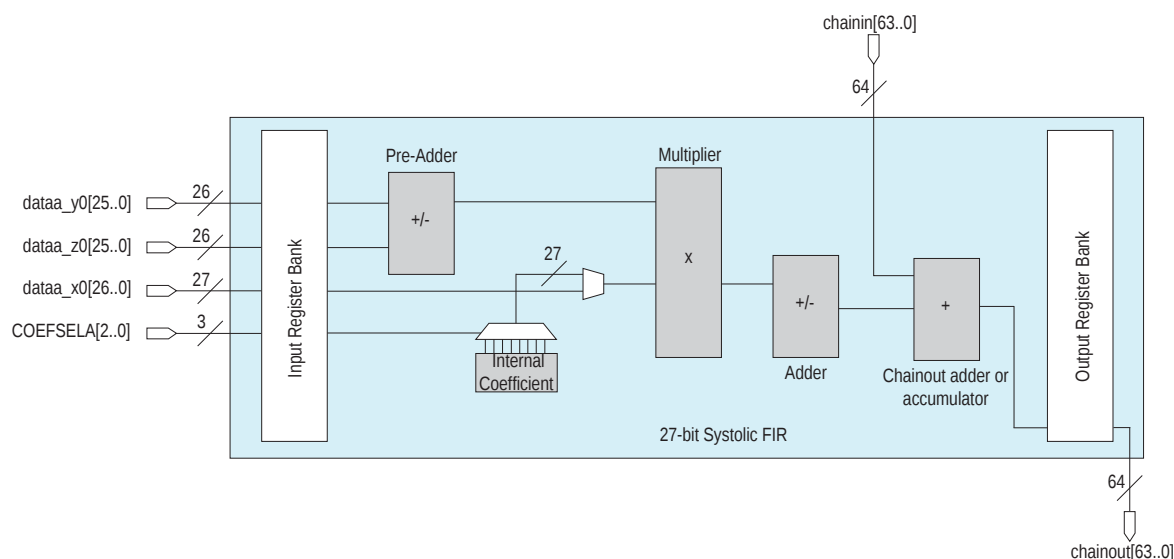 chainin[63..0]
64
Pre-Adder
Multiplier
dataa_y0[25..0]
26
+/-
dataa_z0[25..0]
26
dataa_x0[26..0]
27
27
x
+/-
+
COEFSELA[2..0]
3
Input Register Bank
Internal
Coefficient
Adder
Chainout adder or
accumulator
Output Register Bank
27-bit Systolic FIR
64
chainout[63..0]